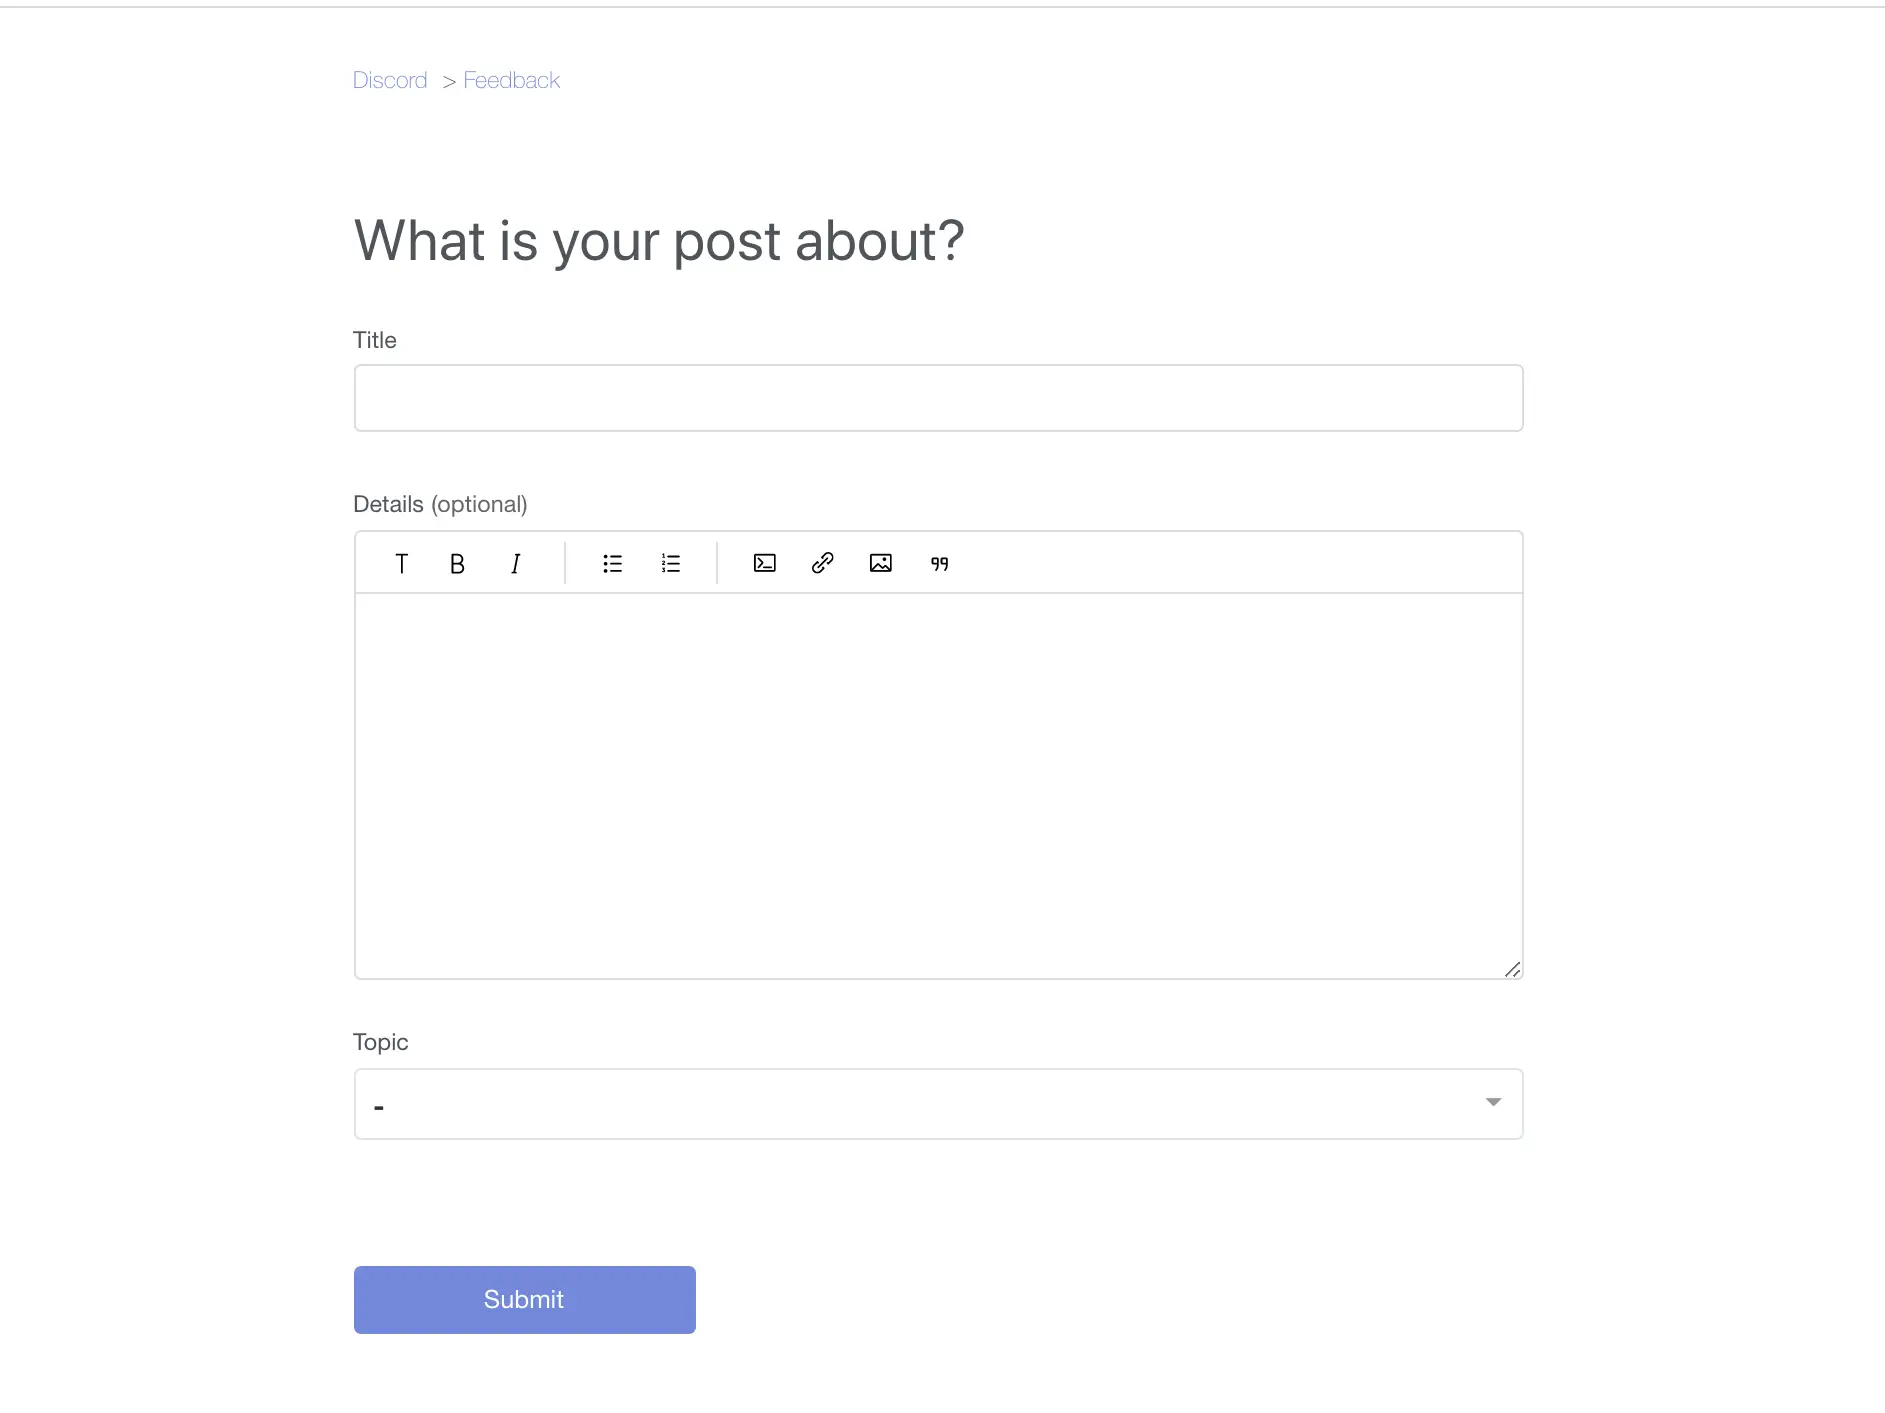 Discord > Feedback
What is your post about?
Title
Details (optional)
T B I
Topic
-
Submit